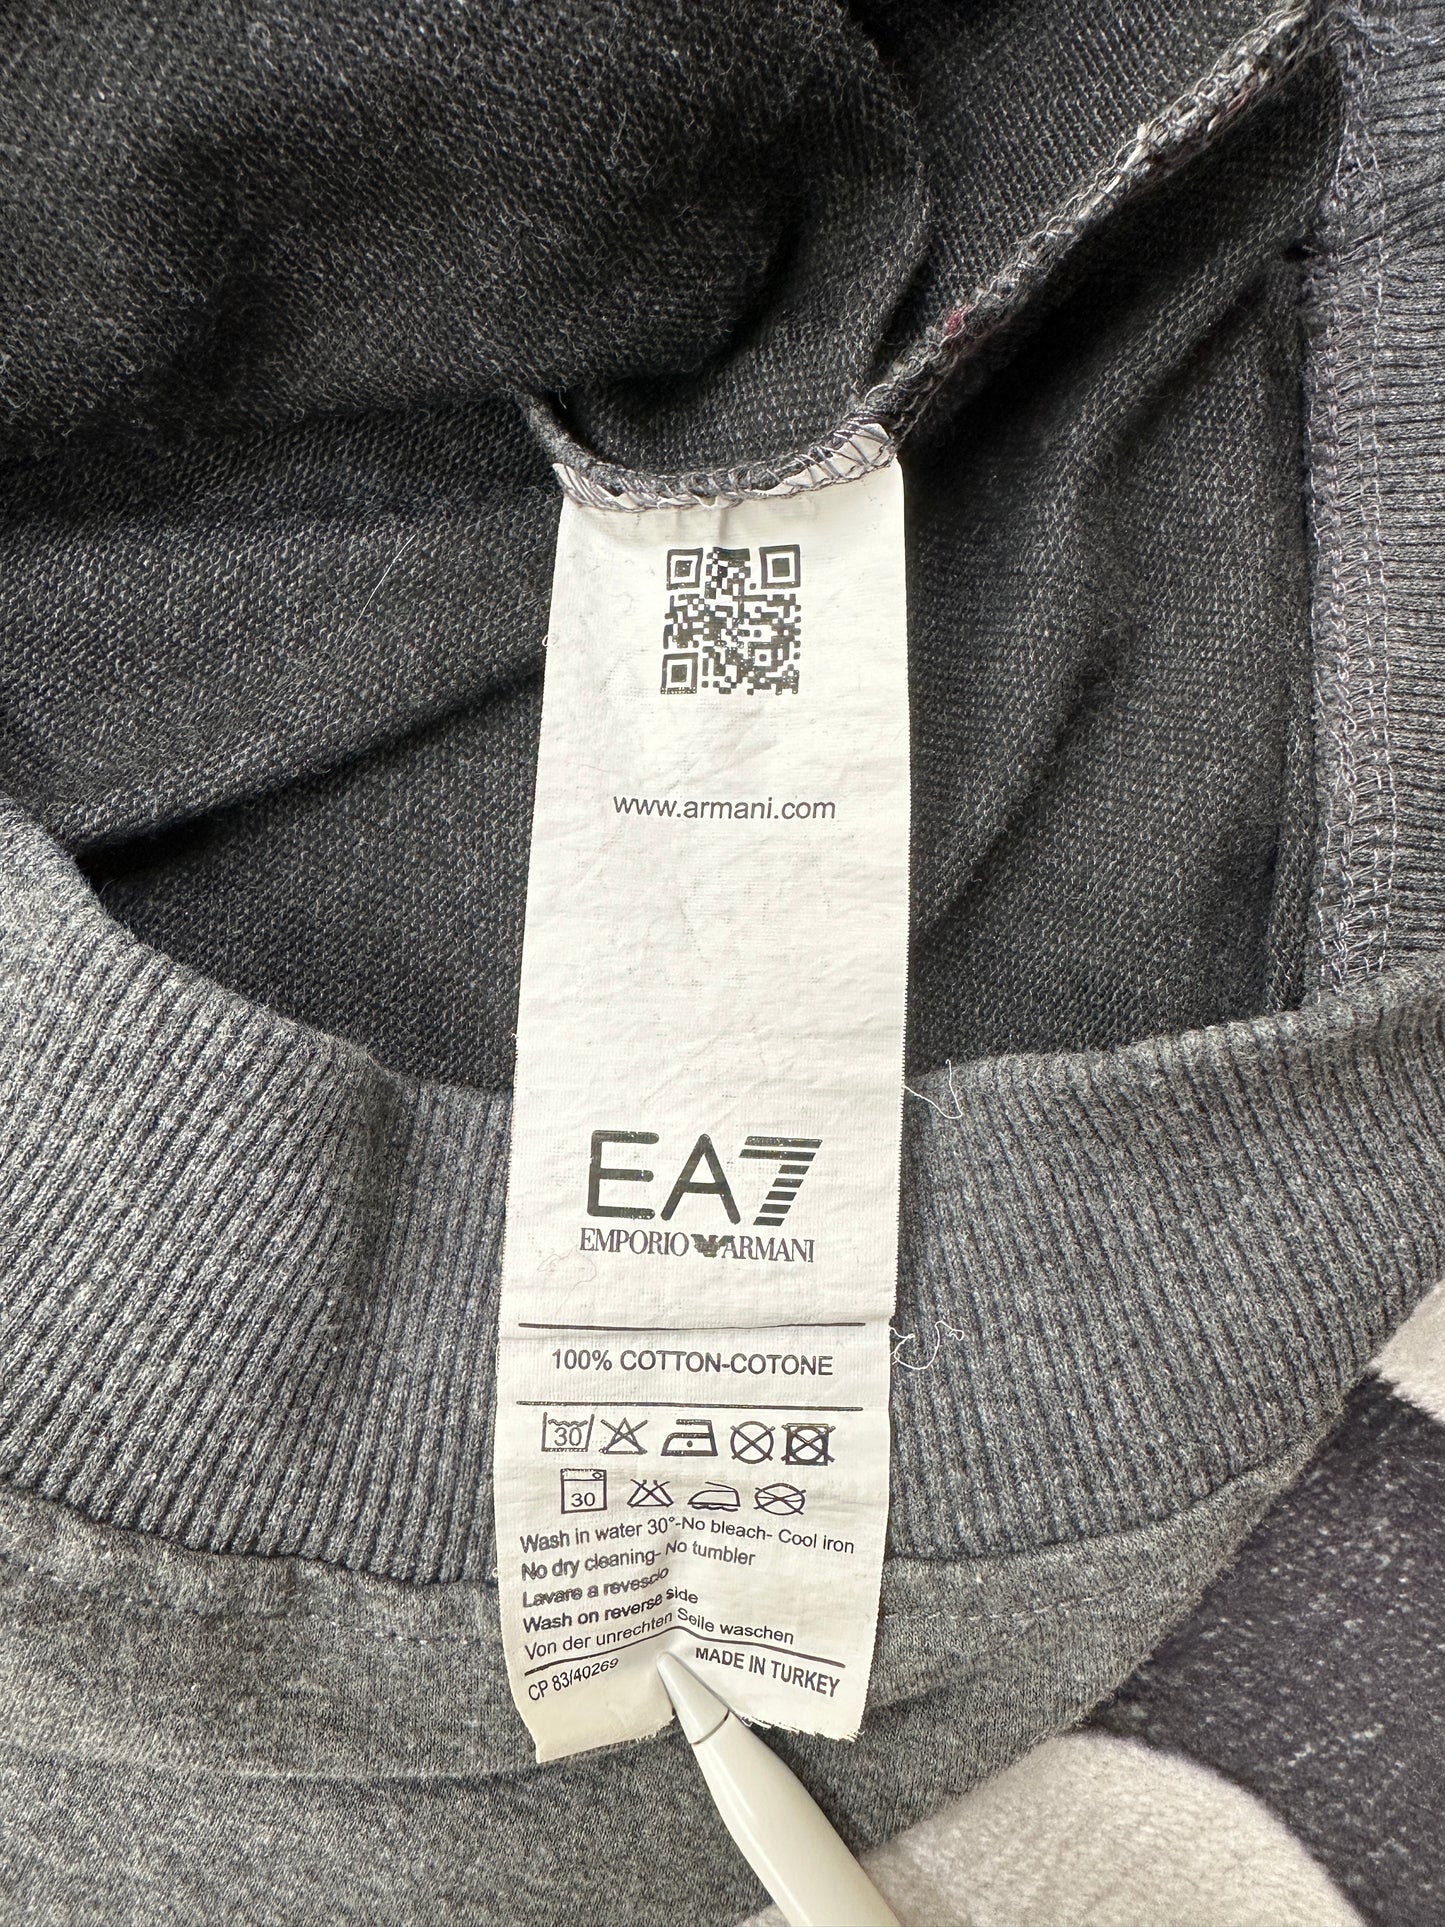 www.armani.com
EA7
EMPORIO ARMANI
100% COTTON-COTONE
30
30
Wash in water 30°-No bleach- Cool iron
No dry cleaning- No tumbler
Lavare a revescio
Wash on reverse side
Von der unrechten Seile waschen
CP 83/40269 MADE IN TURKEY